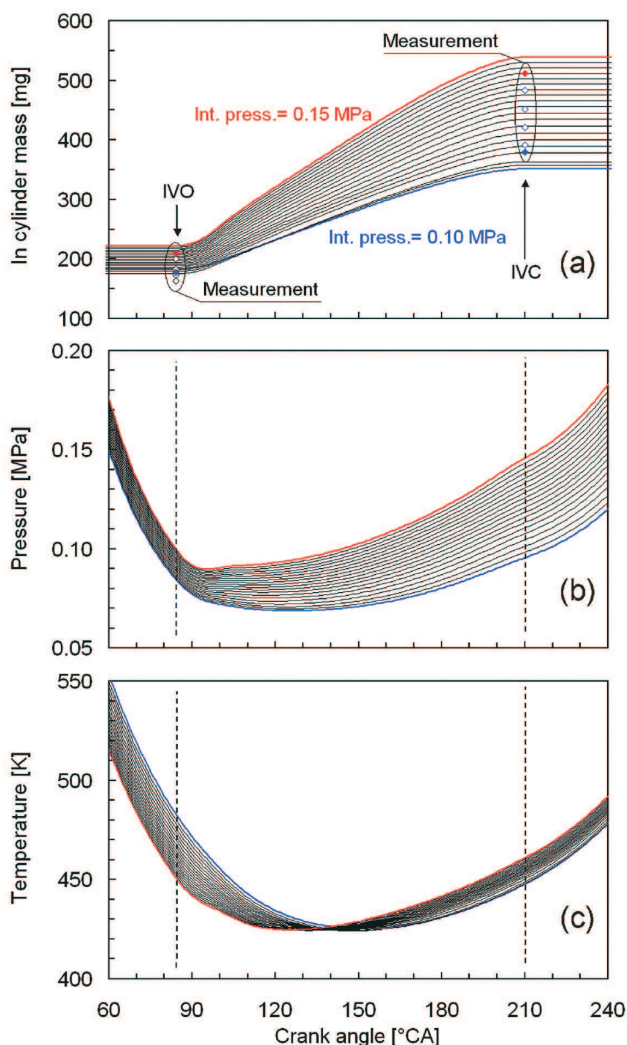 600
500
400
300
200
100
In cylinder mass [mg]
Measurement
Int. press.= 0.15 MPa
IVO
Int. press.= 0.10 MPa
IVC
Measurement
(a)
0.20
0.15
0.10
0.05
Pressure [MPa]
(b)
550
500
450
400
Temperature [K]
(c)
60 90 120 150 180 210 240
Crank angle [°CA]